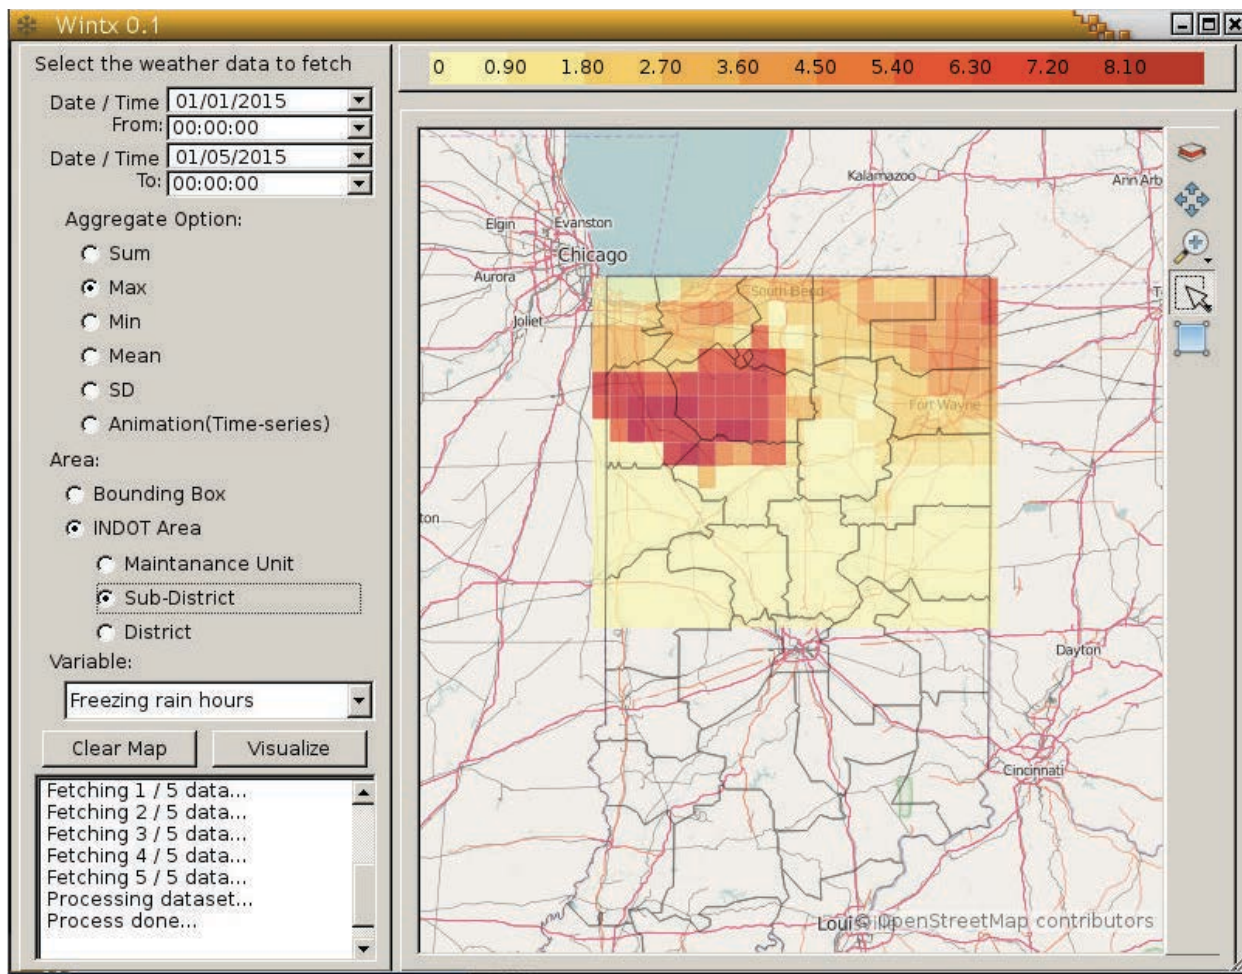 Wintx 0.1
Select the weather data to fetch
Date / Time 01/01/2015
From: 00:00:00
Date / Time 01/05/2015
To: 00:00:00
Aggregate Option:
Sum
Max
Min
Mean
SD
Animation(Time-series)
Area:
Bounding Box
INDOT Area
Maintanance Unit
Sub-District
District
Variable:
Freezing rain hours
Clear Map Visualize
Fetching 1 / 5 data...
Fetching 2 / 5 data...
Fetching 3 / 5 data...
Fetching 4 / 5 data...
Fetching 5 / 5 data...
Processing dataset...
Process done...
0 0.90 1.80 2.70 3.60 4.50 5.40 6.30 7.20 8.10
Kalamazoo
Ann Arb
Elgin Evanston
Chicago
Aurora
South Bend
Joliet
Fort Wayne
ton
Dayton
Cincinnati
Louisville
© OpenStreetMap contributors